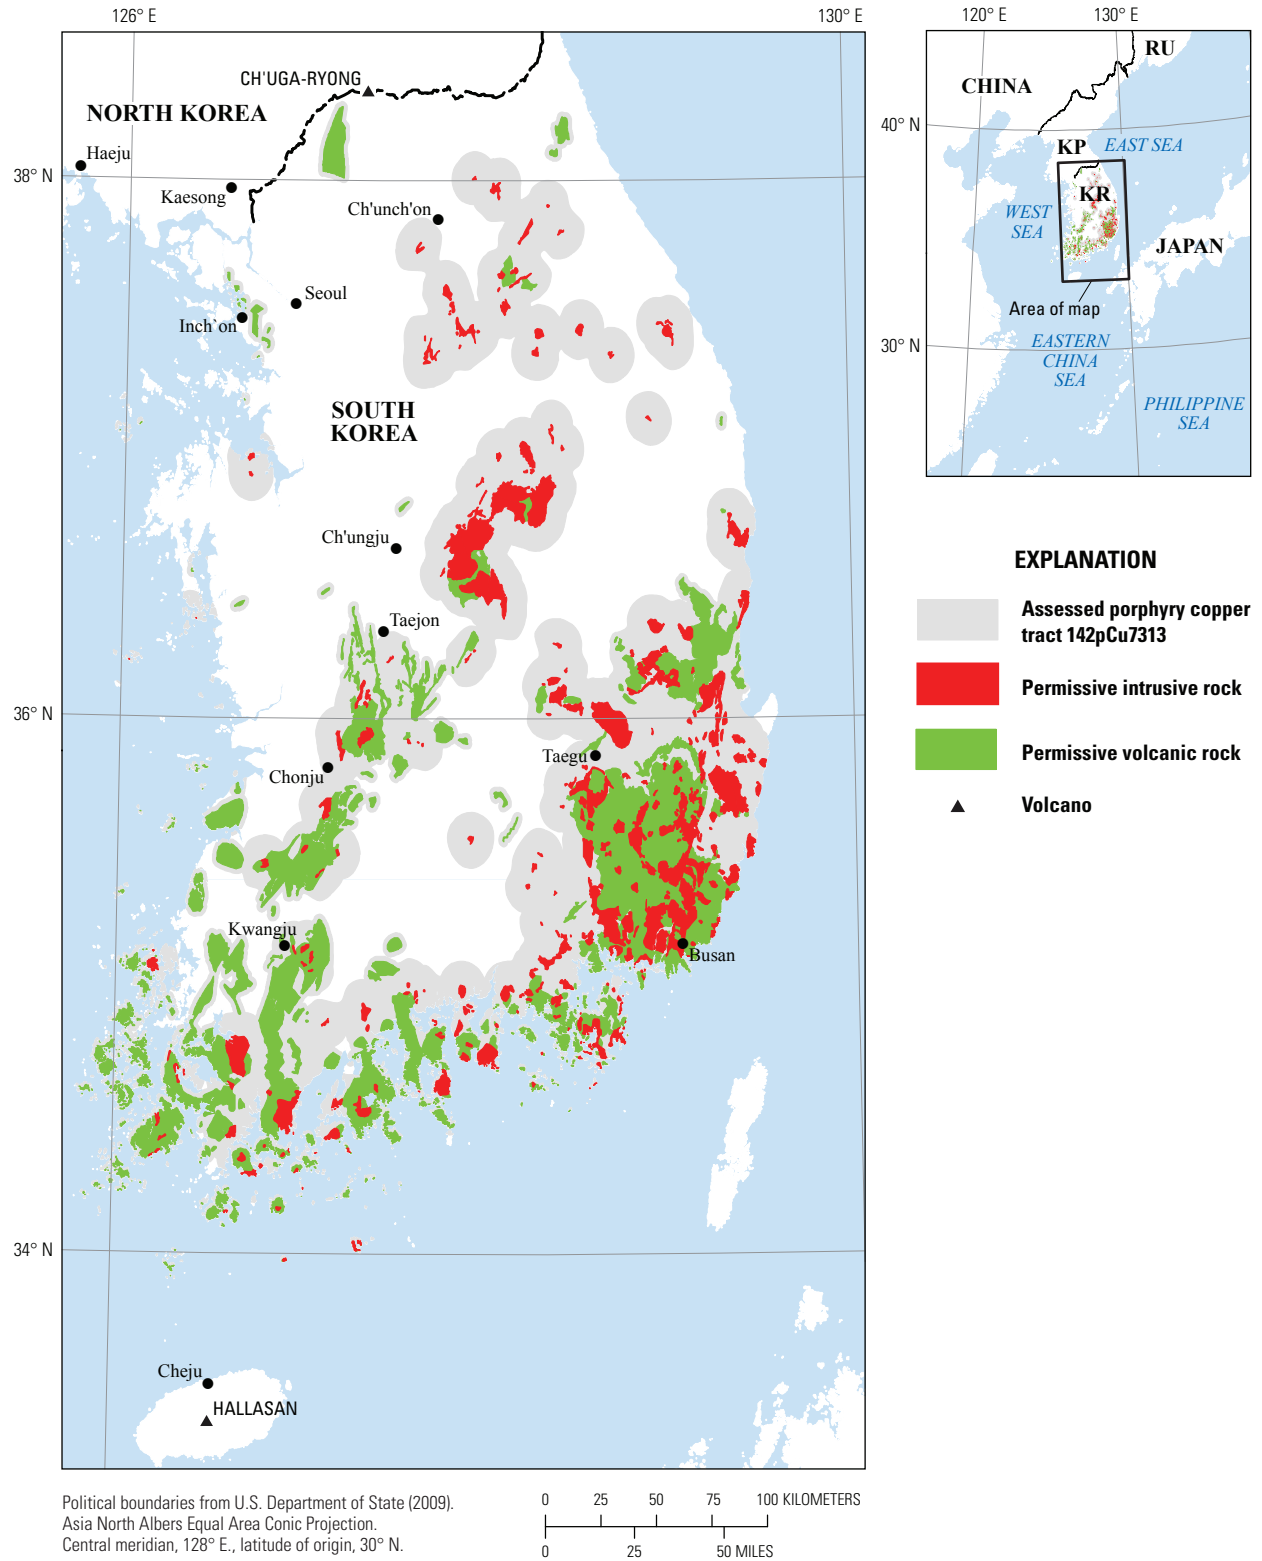 126° E
130° E
CH'UGA-RYONG
NORTH KOREA
Haeju
38° N
Kaesong
Ch'unch'on
Seoul
Inch`on
SOUTH
KOREA
Ch'ungju
Taejon
36° N
Taegu
Chonju
Kwangju
Busan
34° N
Cheju
HALLASAN
120° E
130° E
RU
CHINA
40° N
KP
EAST SEA
KR
WEST
SEA
JAPAN
Area of map
EASTERN
CHINA
SEA
30° N
PHILIPPINE
SEA
EXPLANATION
Assessed porphyry copper
tract 142pCu7313
Permissive intrusive rock
Permissive volcanic rock
Volcano
Political boundaries from U.S. Department of State (2009).
Asia North Albers Equal Area Conic Projection.
Central meridian, 128° E., latitude of origin, 30° N.
0 25 50 75 100 KILOMETERS
0 25 50 MILES